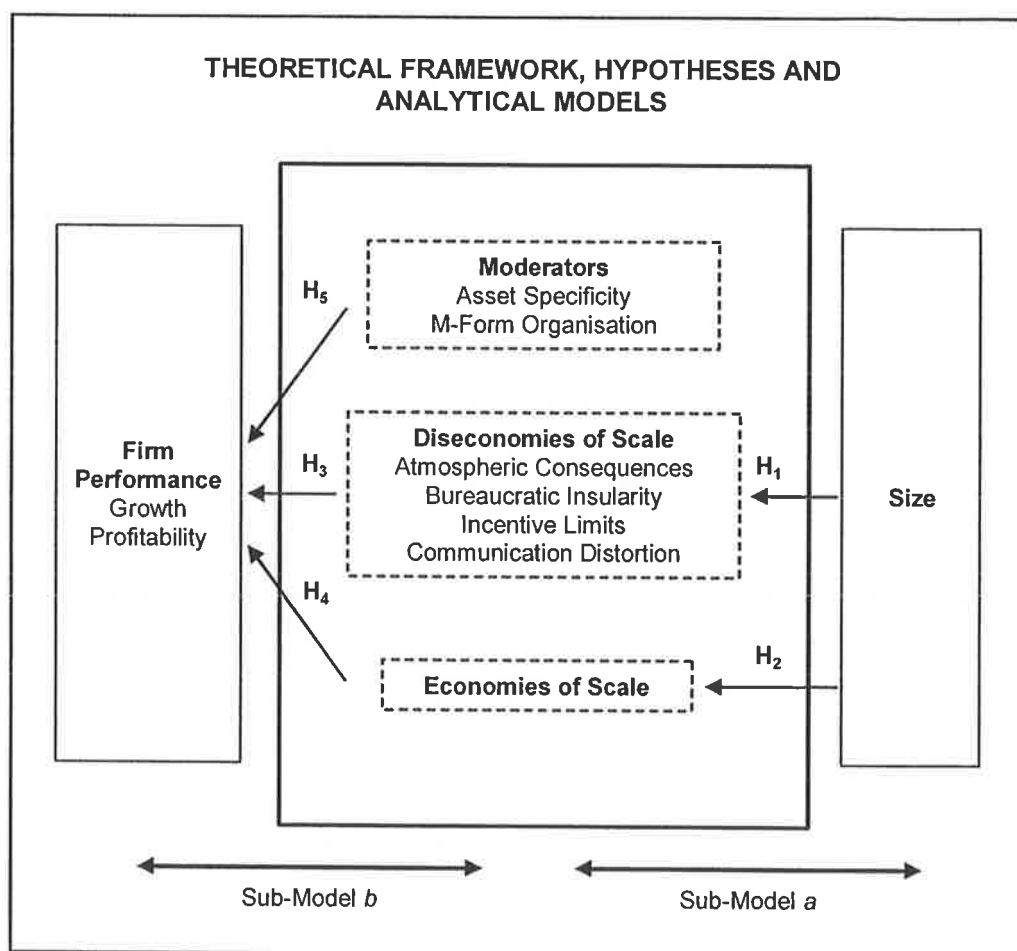 THEORETICAL FRAMEWORK, HYPOTHESES AND
ANALYTICAL MODELS
Moderators
Asset Specificity
M-Form Organisation
H₅
Firm
Performance
Growth
Profitability
H₃
Diseconomies of Scale
Atmospheric Consequences
Bureaucratic Insularity
Incentive Limits
Communication Distortion
H₁
Size
H₄
Economies of Scale
H₂
Sub-Model b
Sub-Model a